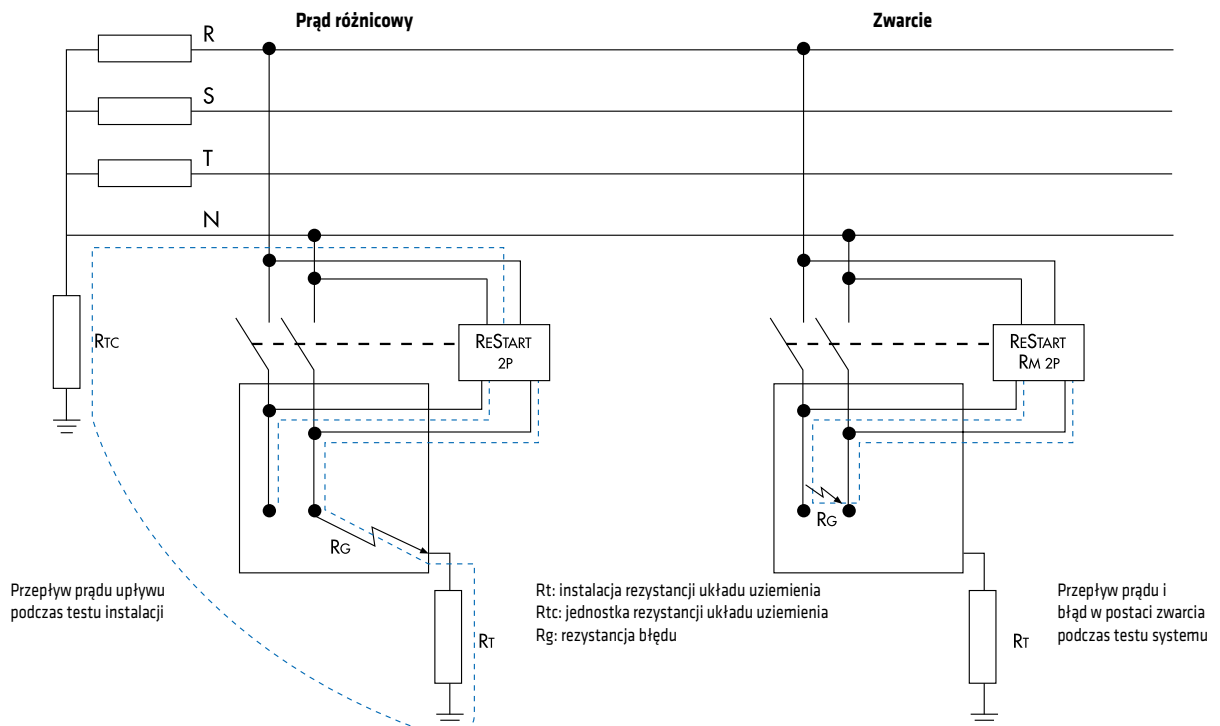 Prąd różnicowy
Zwarcie
R
S
T
N
RTC
RESTART
2P
RESTART
RM 2P
RG
RG
Przepływ prądu upływu
podczas testu instalacji
Rt: instalacja rezystancji układu uziemienia
Rtc: jednostka rezystancji układu uziemienia
Rg: rezystancja błędu
Przepływ prądu i
błąd w postaci zwarcia
podczas testu systemu
RT
RT